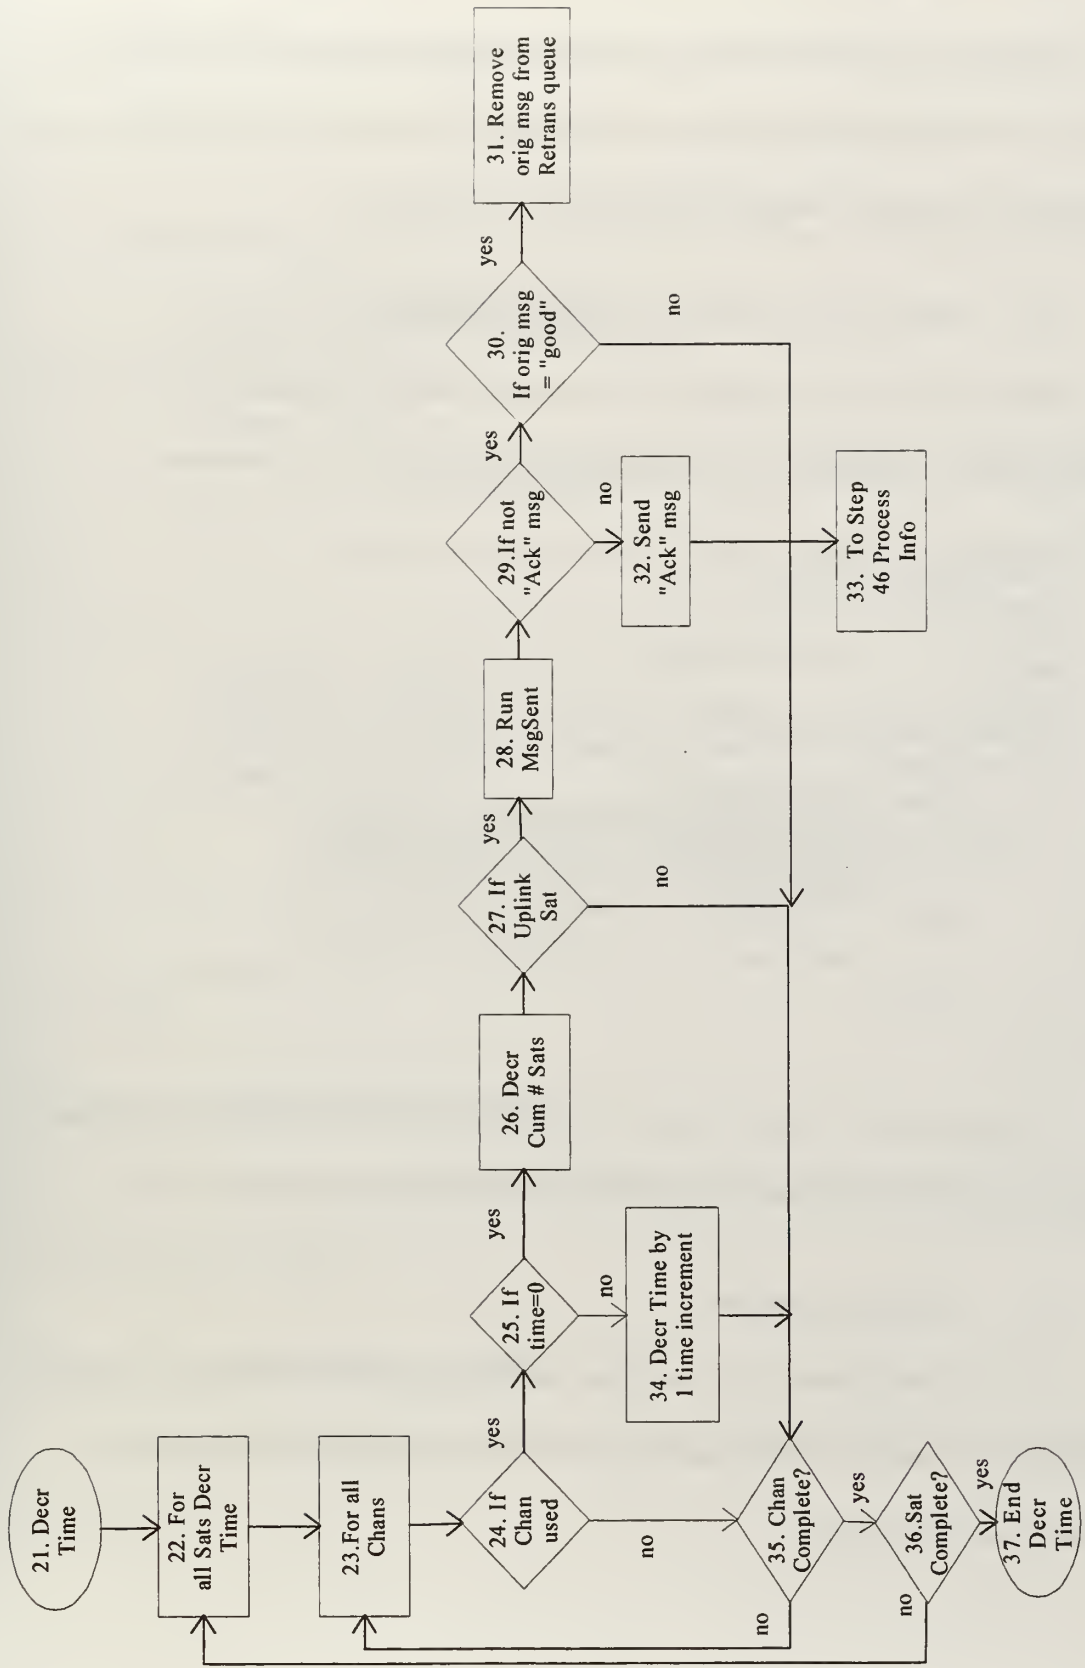 21. Decr
Time
22. For
all Sats Decr
Time
23.For all
Chans
24. If
Chan
used
yes
no
25. If
time=0
yes
no
26. Decr
Cum # Sats
27. If
Uplink
Sat
yes
no
28. Run
MsgSent
29.If not
"Ack" msg
yes
no
30.
If orig msg
= "good"
yes
no
31. Remove
orig msg from
Retrans queue
32. Send
"Ack" msg
33. To Step
46 Process
Info
34. Decr Time by
1 time increment
35. Chan
Complete?
no
yes
36.Sat
Complete?
no
yes
37. End
Decr
Time